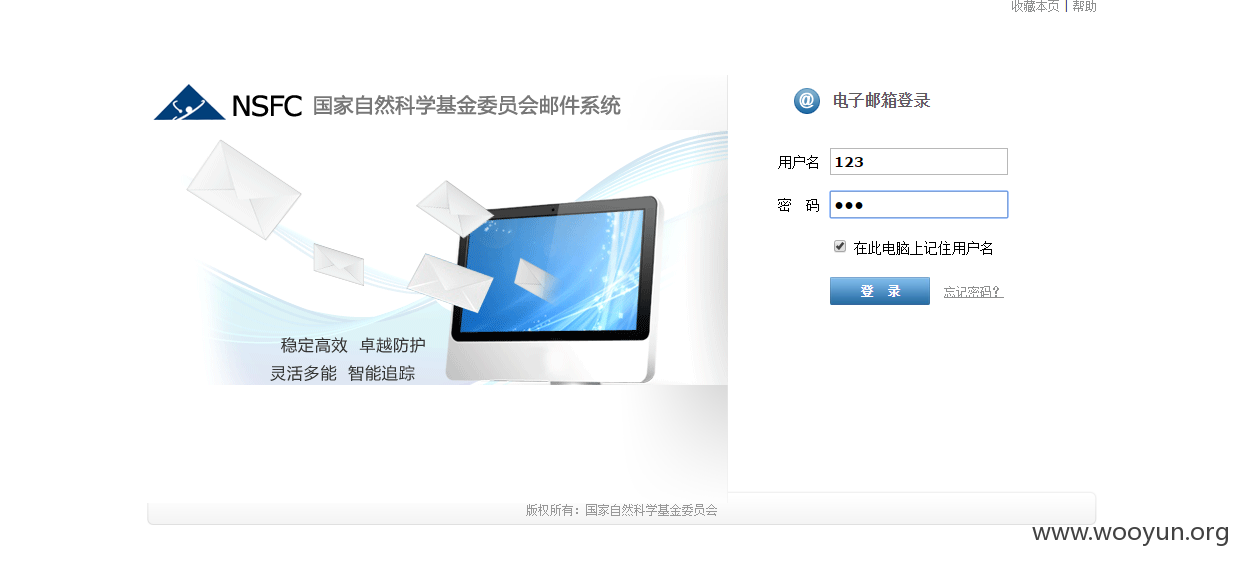 收藏本页 | 帮助
NSFC 国家自然科学基金委员会邮件系统
稳定高效 卓越防护
灵活多能 智能追踪
@ 电子邮箱登录
用户名 123
密 码 •••
在此电脑上记住用户名
登 录 忘记密码?
版权所有：国家自然科学基金委员会
www.wooyun.org